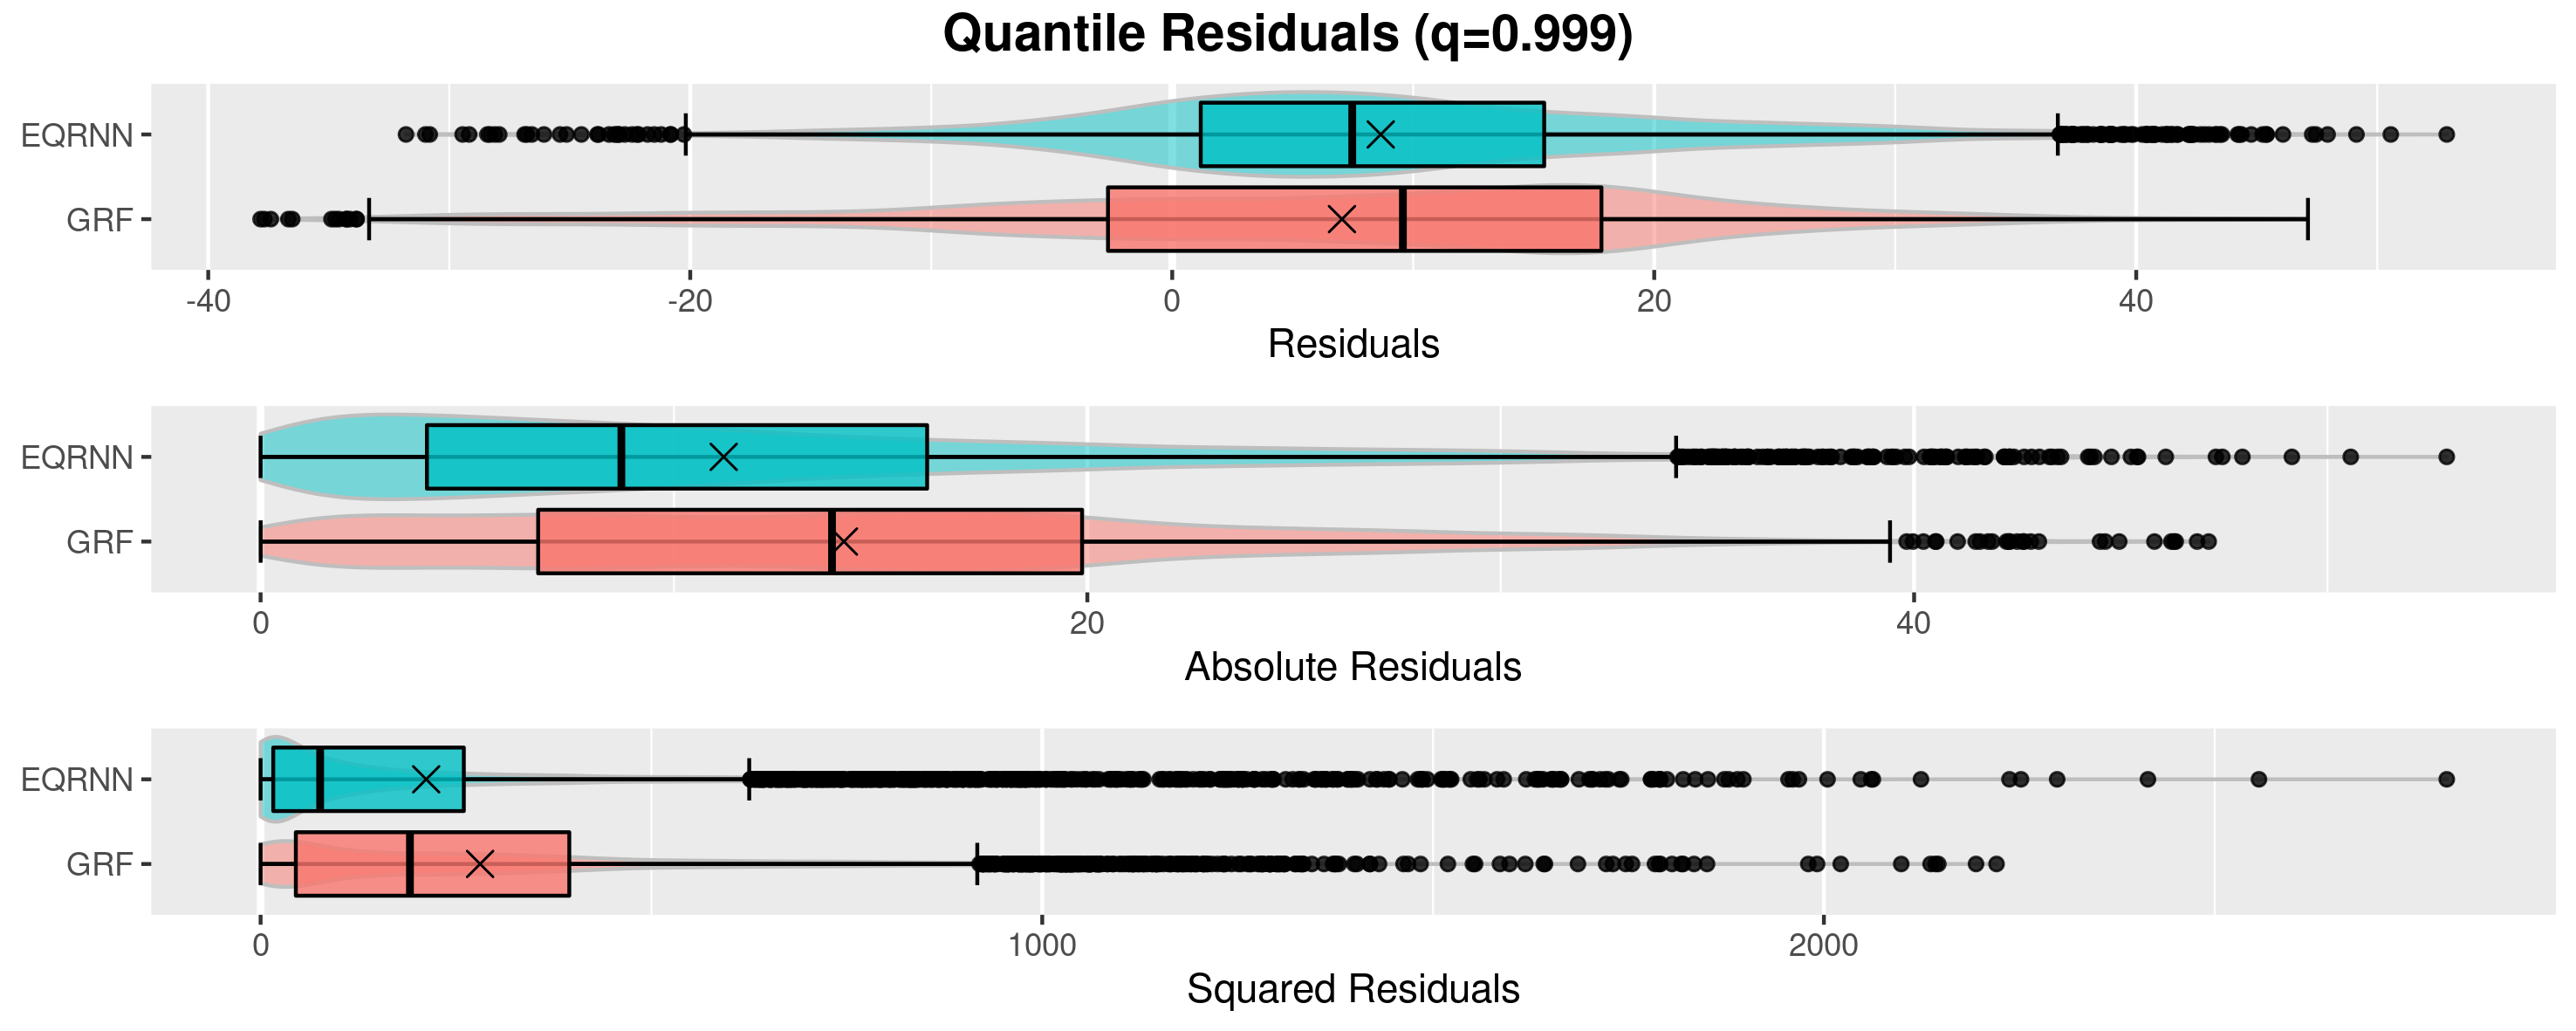 Quantile Residuals (q=0.999)
EQRNN
GRF
-40 -20 0 20 40
Residuals
EQRNN
GRF
0 20 40
Absolute Residuals
EQRNN
GRF
0 1000 2000
Squared Residuals